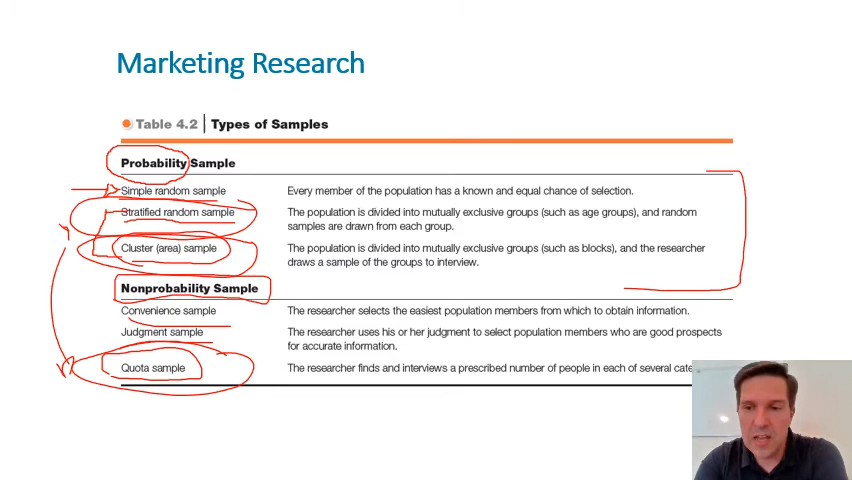 Marketing Research
Table 4.2 | Types of Samples
Probability Sample
Simple random sample Every member of the population has a known and equal chance of selection.
Stratified random sample The population is divided into mutually exclusive groups (such as age groups), and random
samples are drawn from each group.
Cluster (area) sample The population is divided into mutually exclusive groups (such as blocks), and the researcher
draws a sample of the groups to interview.
Nonprobability Sample
Convenience sample The researcher selects the easiest population members from which to obtain information.
Judgment sample The researcher uses his or her judgment to select population members who are good prospects
for accurate information.
Quota sample The researcher finds and interviews a prescribed number of people in each of several cate